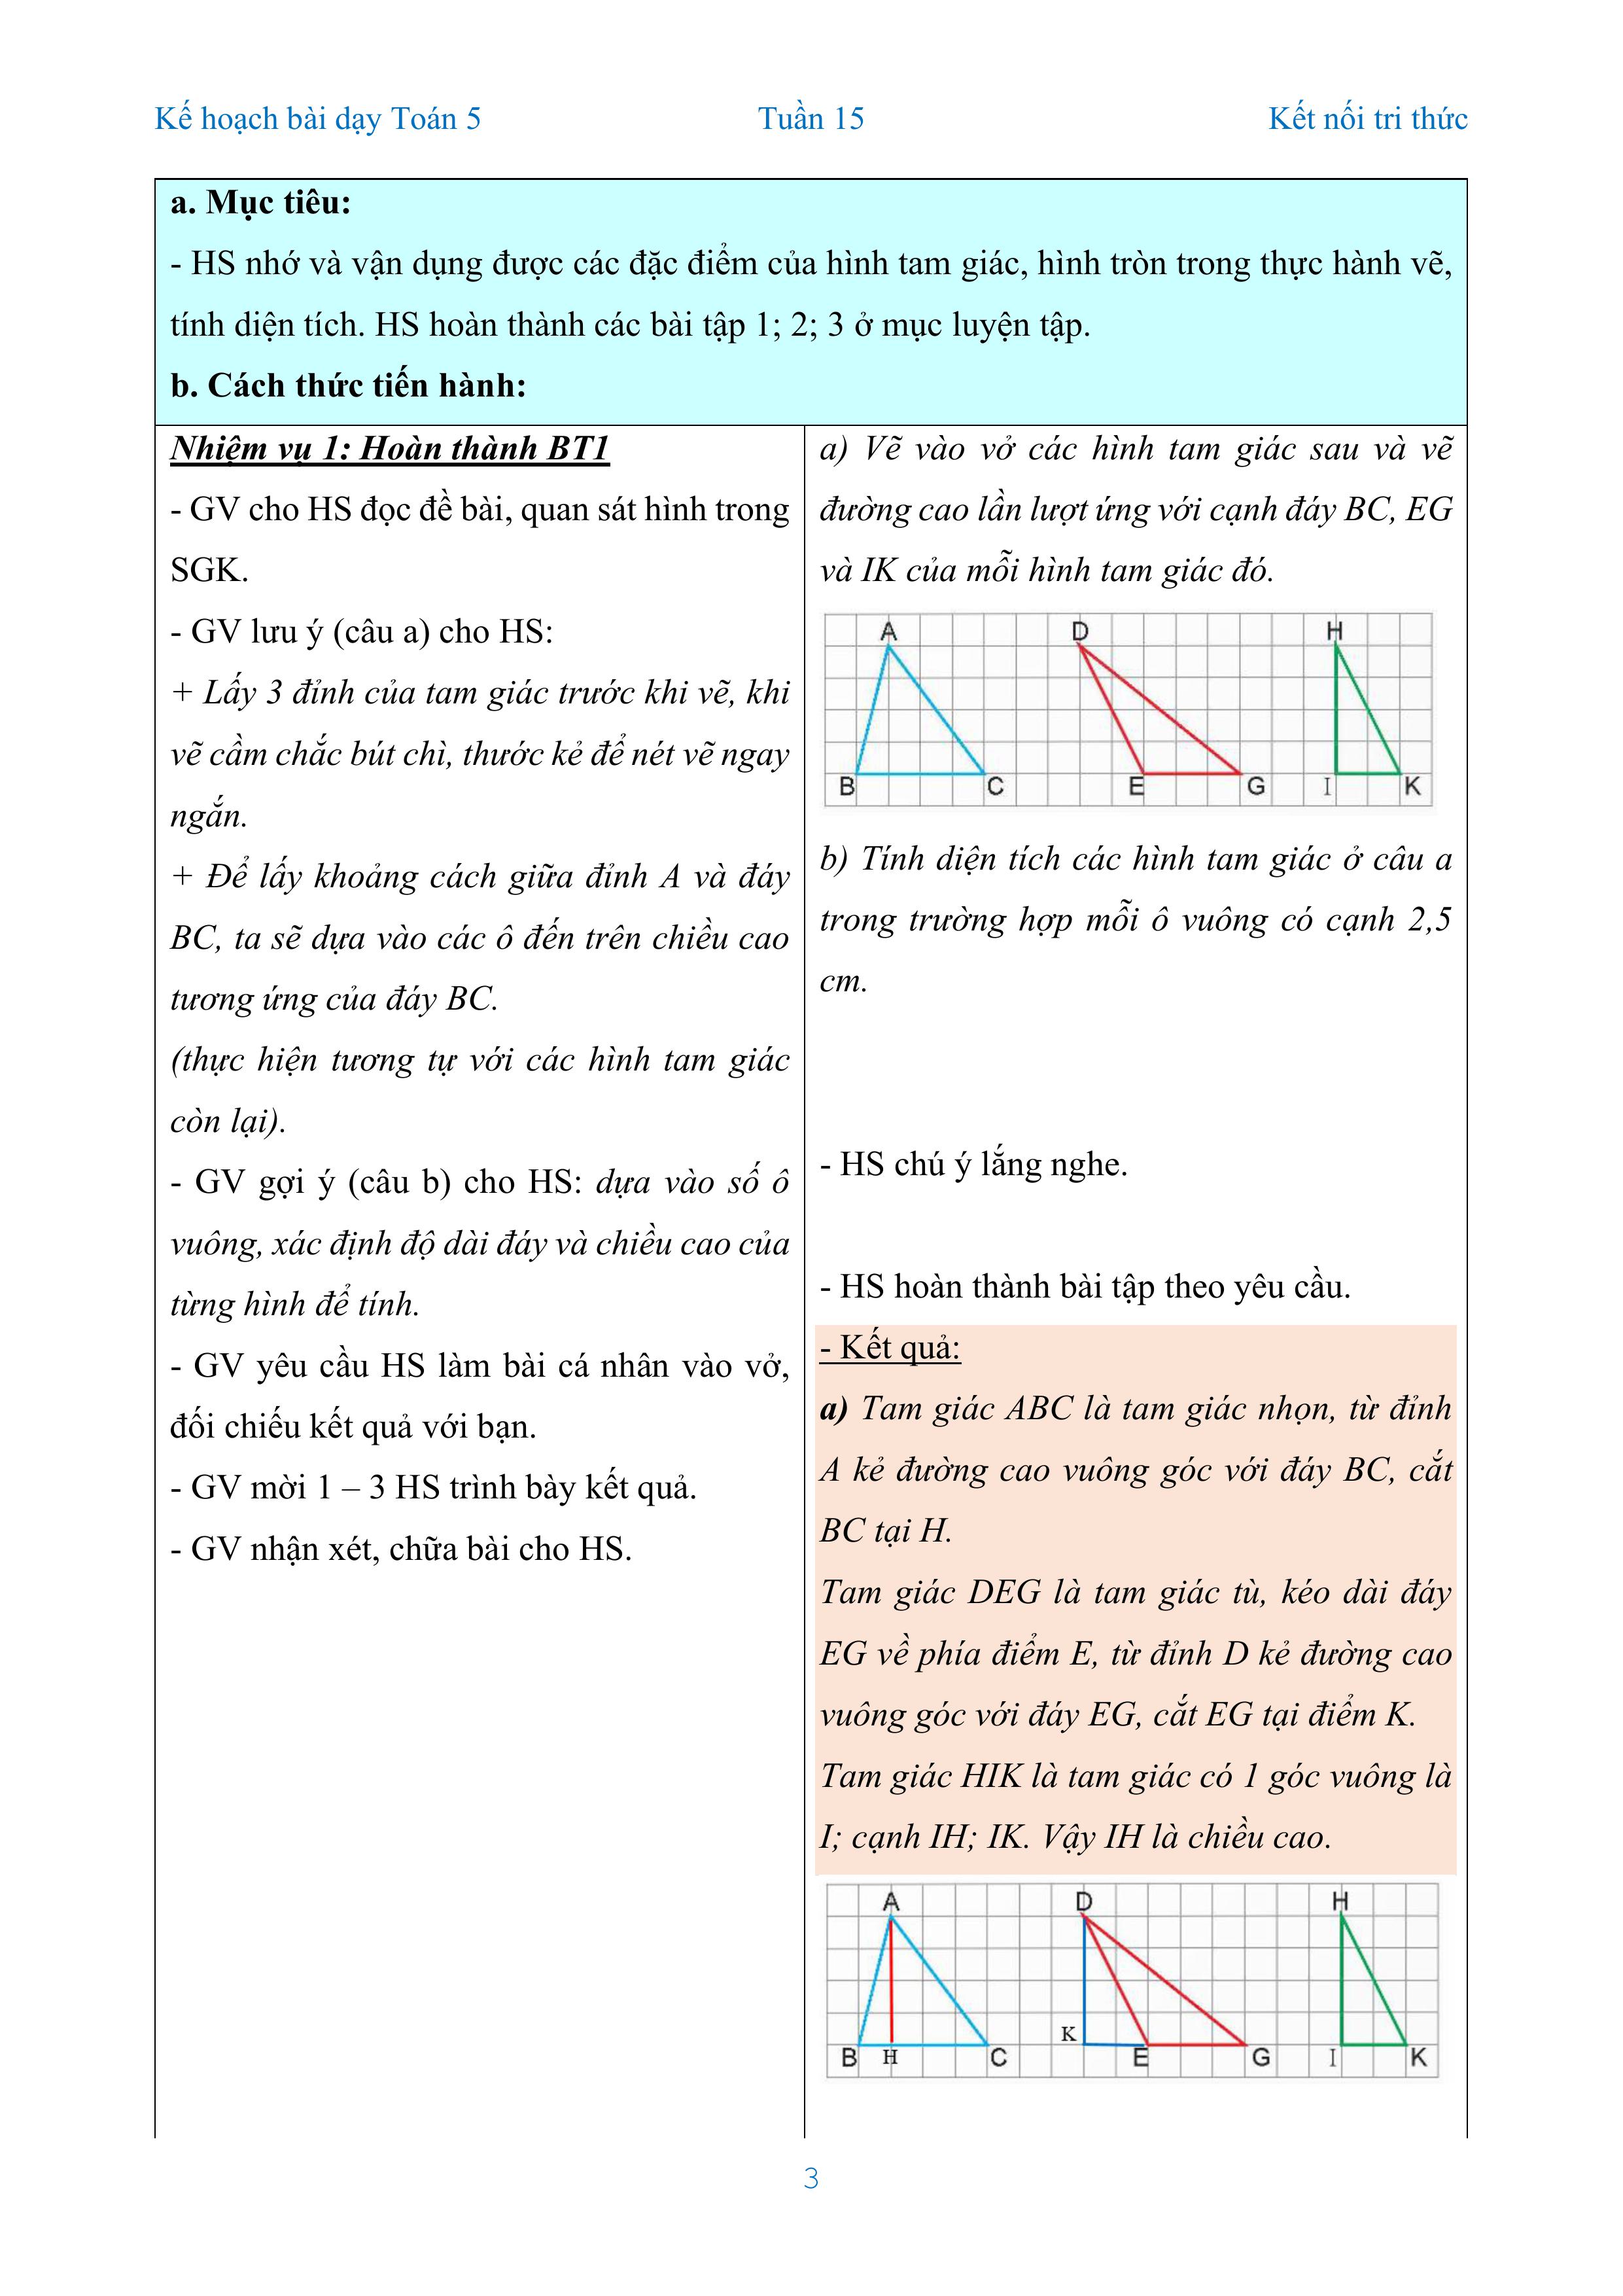 Kế hoạch bài dạy Toán 5 Tuần 15 Kết nối tri thức
a. Mục tiêu:
- HS nhớ và vận dụng được các đặc điểm của hình tam giác, hình tròn trong thực hành vẽ,
tính diện tích. HS hoàn thành các bài tập 1; 2; 3 ở mục luyện tập.
b. Cách thức tiến hành:
Nhiệm vụ 1: Hoàn thành BT1
- GV cho HS đọc đề bài, quan sát hình trong
SGK.
- GV lưu ý (câu a) cho HS:
+ Lấy 3 đỉnh của tam giác trước khi vẽ, khi
vẽ cầm chắc bút chì, thước kẻ để nét vẽ ngay
ngắn.
+ Để lấy khoảng cách giữa đỉnh A và đáy
BC, ta sẽ dựa vào các ô đến trên chiều cao
tương ứng của đáy BC.
(thực hiện tương tự với các hình tam giác
còn lại).
- GV gợi ý (câu b) cho HS: dựa vào số ô
vuông, xác định độ dài đáy và chiều cao của
từng hình để tính.
- GV yêu cầu HS làm bài cá nhân vào vở,
đối chiếu kết quả với bạn.
- GV mời 1 – 3 HS trình bày kết quả.
- GV nhận xét, chữa bài cho HS.
a) Vẽ vào vở các hình tam giác sau và vẽ
đường cao lần lượt ứng với cạnh đáy BC, EG
và IK của mỗi hình tam giác đó.
A D H
B C E G I K
b) Tính diện tích các hình tam giác ở câu a
trong trường hợp mỗi ô vuông có cạnh 2,5
cm.
- HS chú ý lắng nghe.
- HS hoàn thành bài tập theo yêu cầu.
- Kết quả:
a) Tam giác ABC là tam giác nhọn, từ đỉnh
A kẻ đường cao vuông góc với đáy BC, cắt
BC tại H.
Tam giác DEG là tam giác tù, kéo dài đáy
EG về phía điểm E, từ đỉnh D kẻ đường cao
vuông góc với đáy EG, cắt EG tại điểm K.
Tam giác HIK là tam giác có 1 góc vuông là
I; cạnh IH; IK. Vậy IH là chiều cao.
A D H
K
B H C E G I K
3